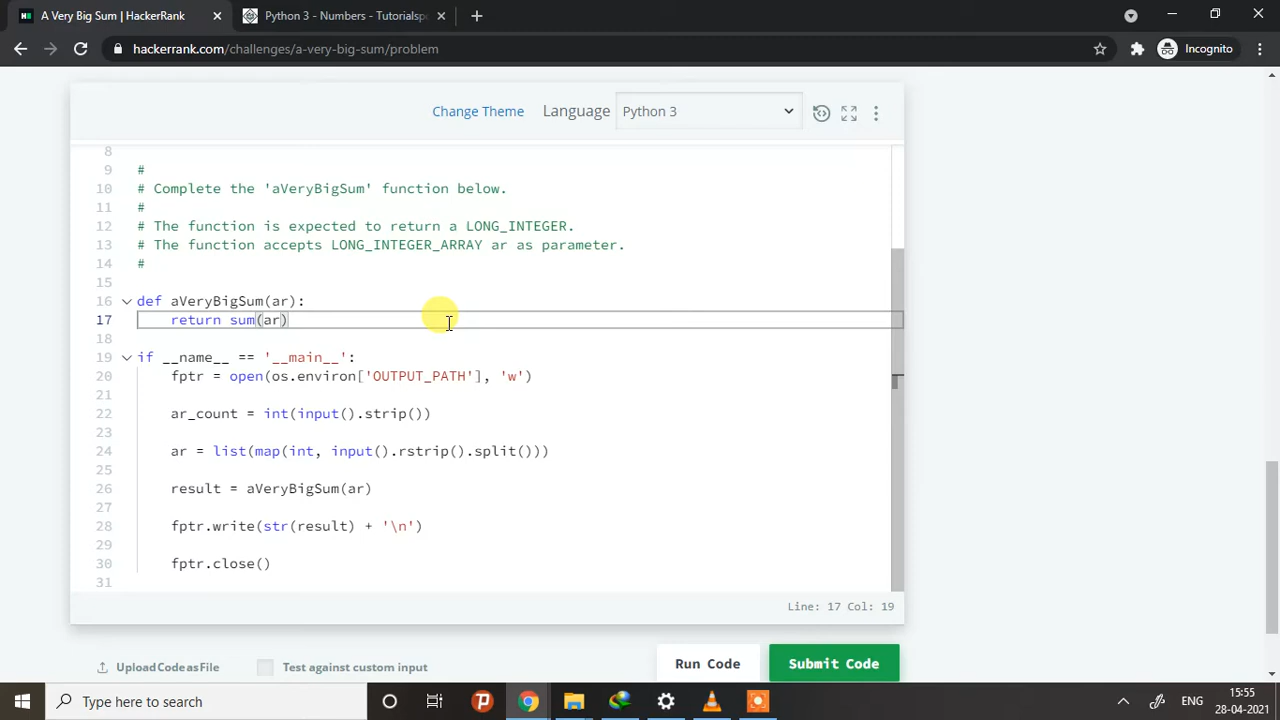 A Very Big Sum | HackerRank
Python 3 - Numbers - Tutorialsp
hackerrank.com/challenges/a-very-big-sum/problem
Incognito
Change Theme
Language
Python 3
8
9 #
10 # Complete the 'aVeryBigSum' function below.
11 #
12 # The function is expected to return a LONG_INTEGER.
13 # The function accepts LONG_INTEGER_ARRAY ar as parameter.
14 #
15
16 def aVeryBigSum(ar):
17 return sum(ar)
18
19 if __name__ == '__main__':
20 fptr = open(os.environ['OUTPUT_PATH'], 'w')
21
22 ar_count = int(input().strip())
23
24 ar = list(map(int, input().rstrip().split()))
25
26 result = aVeryBigSum(ar)
27
28 fptr.write(str(result) + '\n')
29
30 fptr.close()
31
Line: 17 Col: 19
Upload Code as File
Test against custom input
Run Code
Submit Code
Type here to search
ENG
15:55
28-04-2021